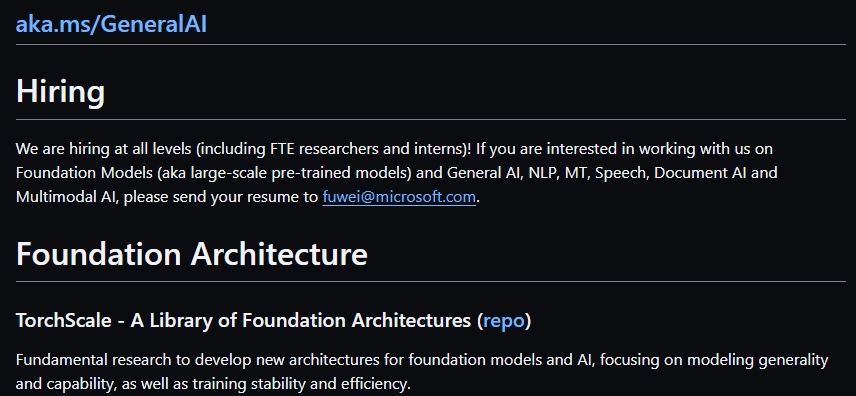 aka.ms/GeneralAI
Hiring
We are hiring at all levels (including FTE researchers and interns)! If you are interested in working with us on
Foundation Models (aka large-scale pre-trained models) and General AI, NLP, MT, Speech, Document AI and
Multimodal AI, please send your resume to fuwei@microsoft.com.
Foundation Architecture
TorchScale - A Library of Foundation Architectures (repo)
Fundamental research to develop new architectures for foundation models and AI, focusing on modeling generality
and capability, as well as training stability and efficiency.